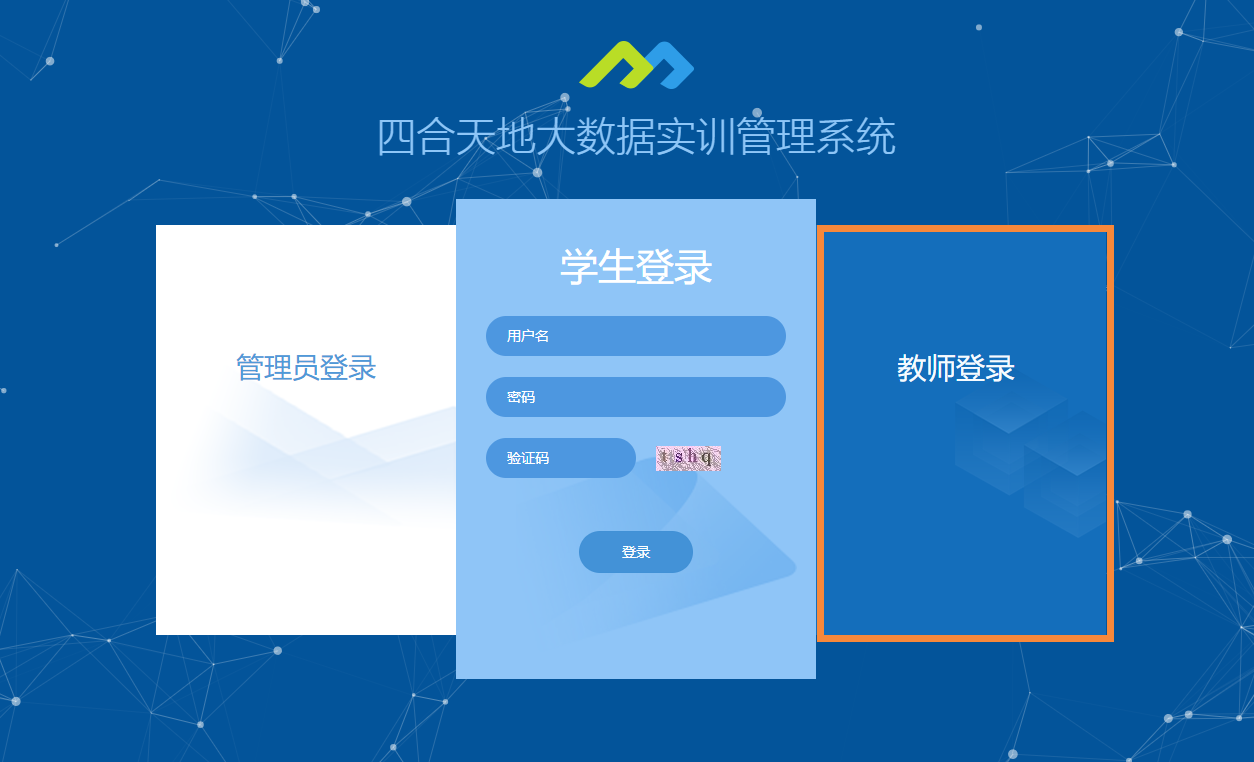 四合天地大数据实训管理系统
管理员登录
学生登录
用户名
密码
验证码
tshq
登录
教师登录